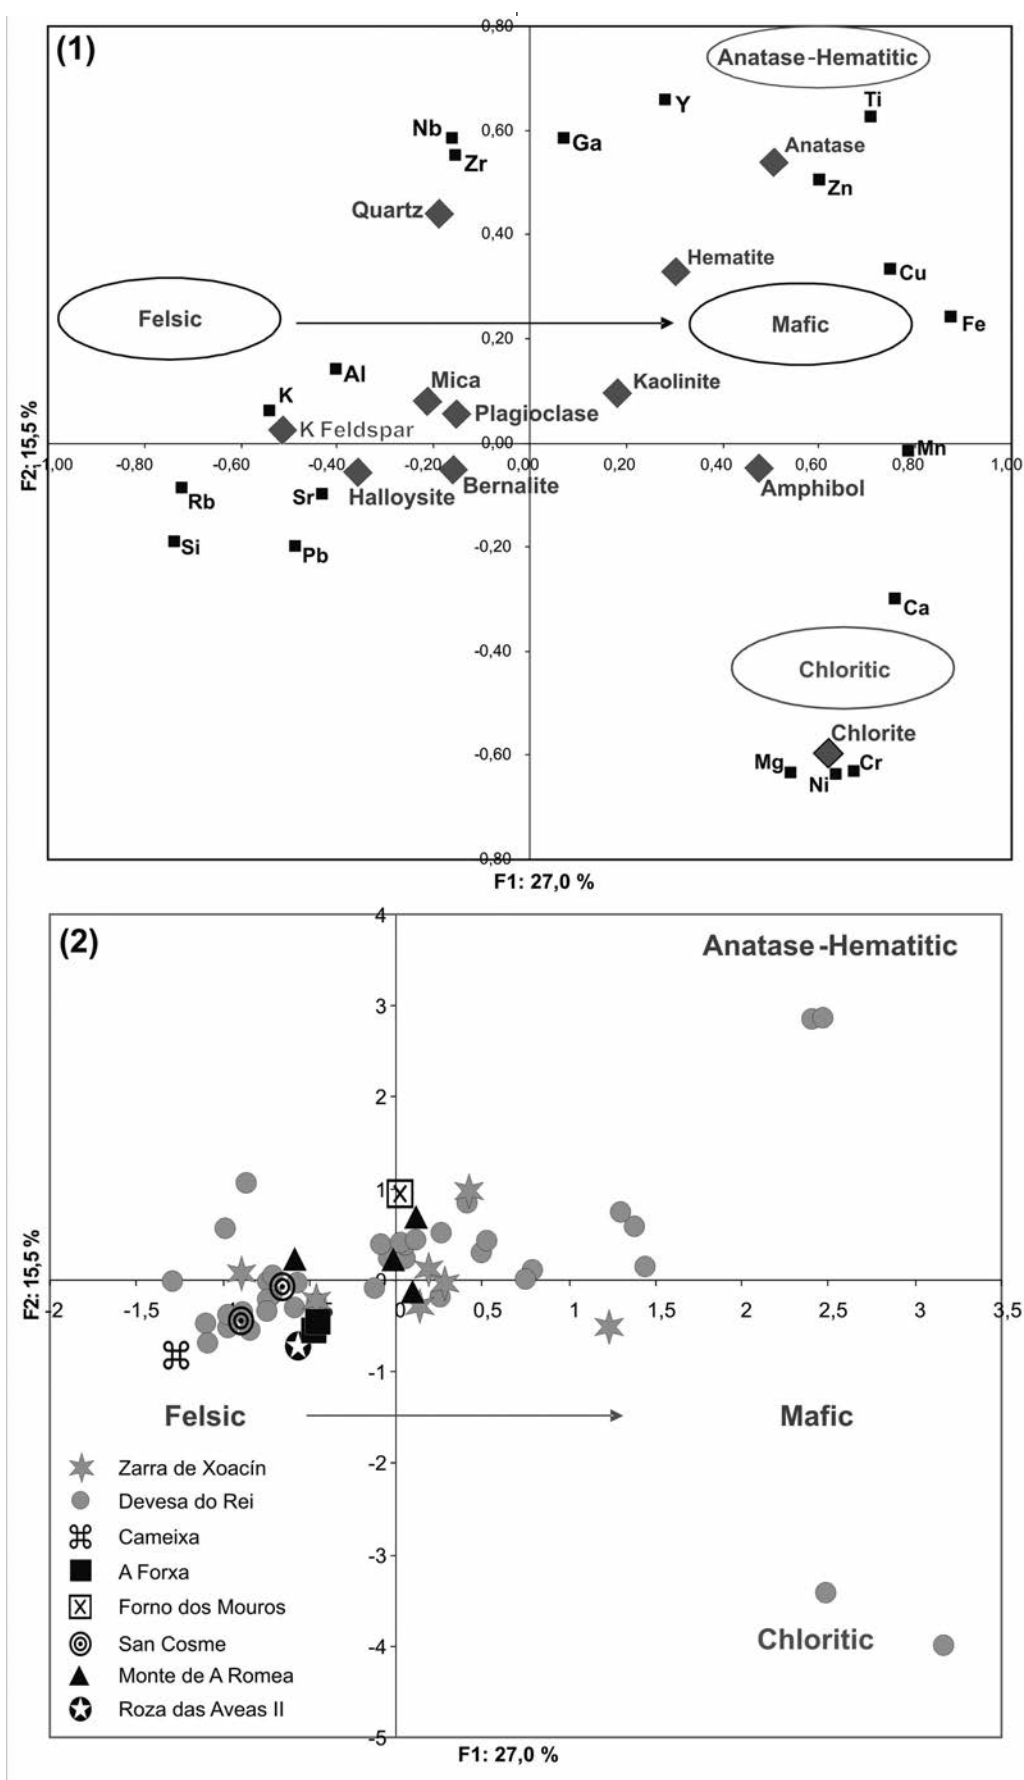 (1)
0,80
Anatase-Hematitic
Ti
Y
Nb
0,60
Ga
Zr
Anatase
Zn
Quartz
0,40
Hematite
Cu
Felsic
Mafic
Fe
0,20
Al
Mica
Kaolinite
K
Plagioclase
K Feldspar
0,00
Mn
-1,00 -0,80 -0,60 -0,40 -0,20 0,00 0,20 0,40 0,60 0,80 1,00
Rb
Sr
Halloysite
Bernalite
Amphibol
Si
Pb
-0,20
Ca
-0,40
Chloritic
-0,60
Chlorite
Mg
Ni
Cr
0,80
F2: 15,5 %
F1: 27,0 %
(2)
4
Anatase-Hematitic
3
2
1
-2 -1,5 0 0,5 1 1,5 2 2,5 3 3,5
-1
Felsic
Mafic
-2
-3
-4
Chloritic
-5
Zarra de Xoacín
Devesa do Rei
Cameixa
A Forxa
Forno dos Mouros
San Cosme
Monte de A Romea
Roza das Aveas II
F2: 15,5 %
F1: 27,0 %